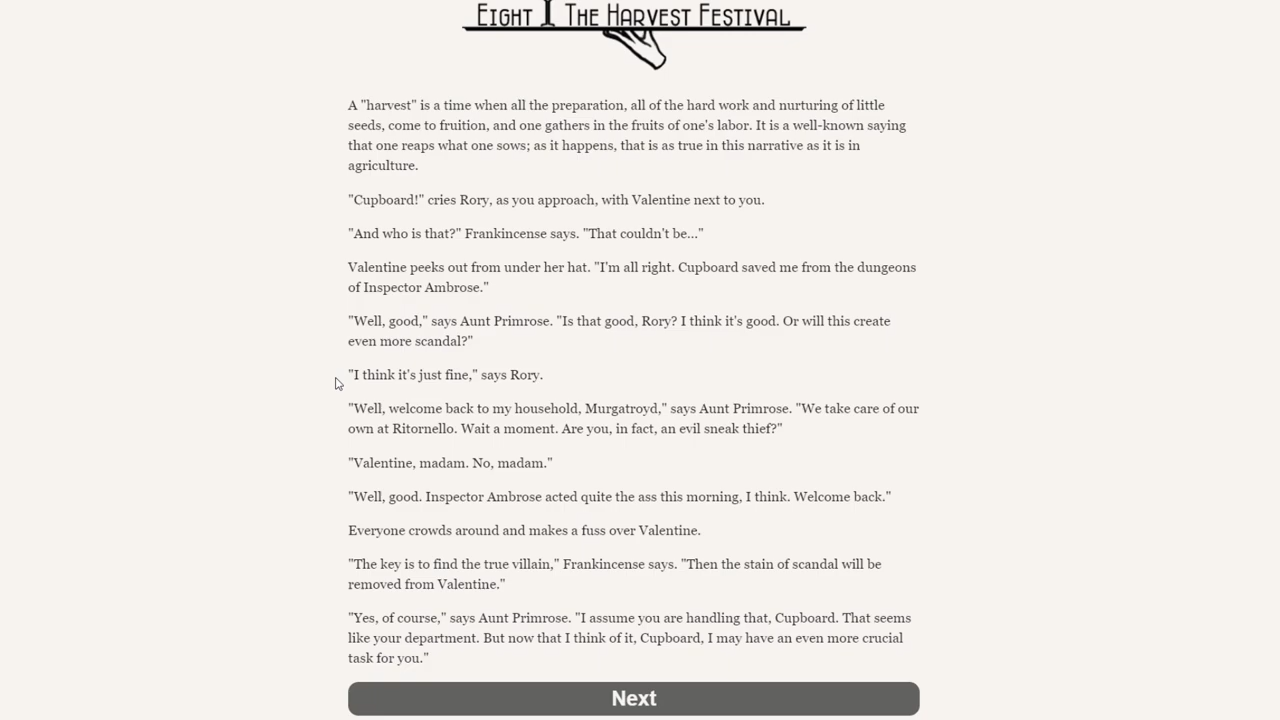 Eight The Harvest Festival
A "harvest" is a time when all the preparation, all of the hard work and nurturing of little
seeds, come to fruition, and one gathers in the fruits of one's labor. It is a well-known saying
that one reaps what one sows; as it happens, that is as true in this narrative as it is in
agriculture.
"Cupboard!" cries Rory, as you approach, with Valentine next to you.
"And who is that?" Frankincense says. "That couldn't be..."
Valentine peeks out from under her hat. "I'm all right. Cupboard saved me from the dungeons
of Inspector Ambrose."
"Well, good," says Aunt Primrose. "Is that good, Rory? I think it's good. Or will this create
even more scandal?"
"I think it's just fine," says Rory.
"Well, welcome back to my household, Murgatroyd," says Aunt Primrose. "We take care of our
own at Ritornello. Wait a moment. Are you, in fact, an evil sneak thief?"
"Valentine, madam. No, madam."
"Well, good. Inspector Ambrose acted quite the ass this morning, I think. Welcome back."
Everyone crowds around and makes a fuss over Valentine.
"The key is to find the true villain," Frankincense says. "Then the stain of scandal will be
removed from Valentine."
"Yes, of course," says Aunt Primrose. "I assume you are handling that, Cupboard. That seems
like your department. But now that I think of it, Cupboard, I may have an even more crucial
task for you."
Next